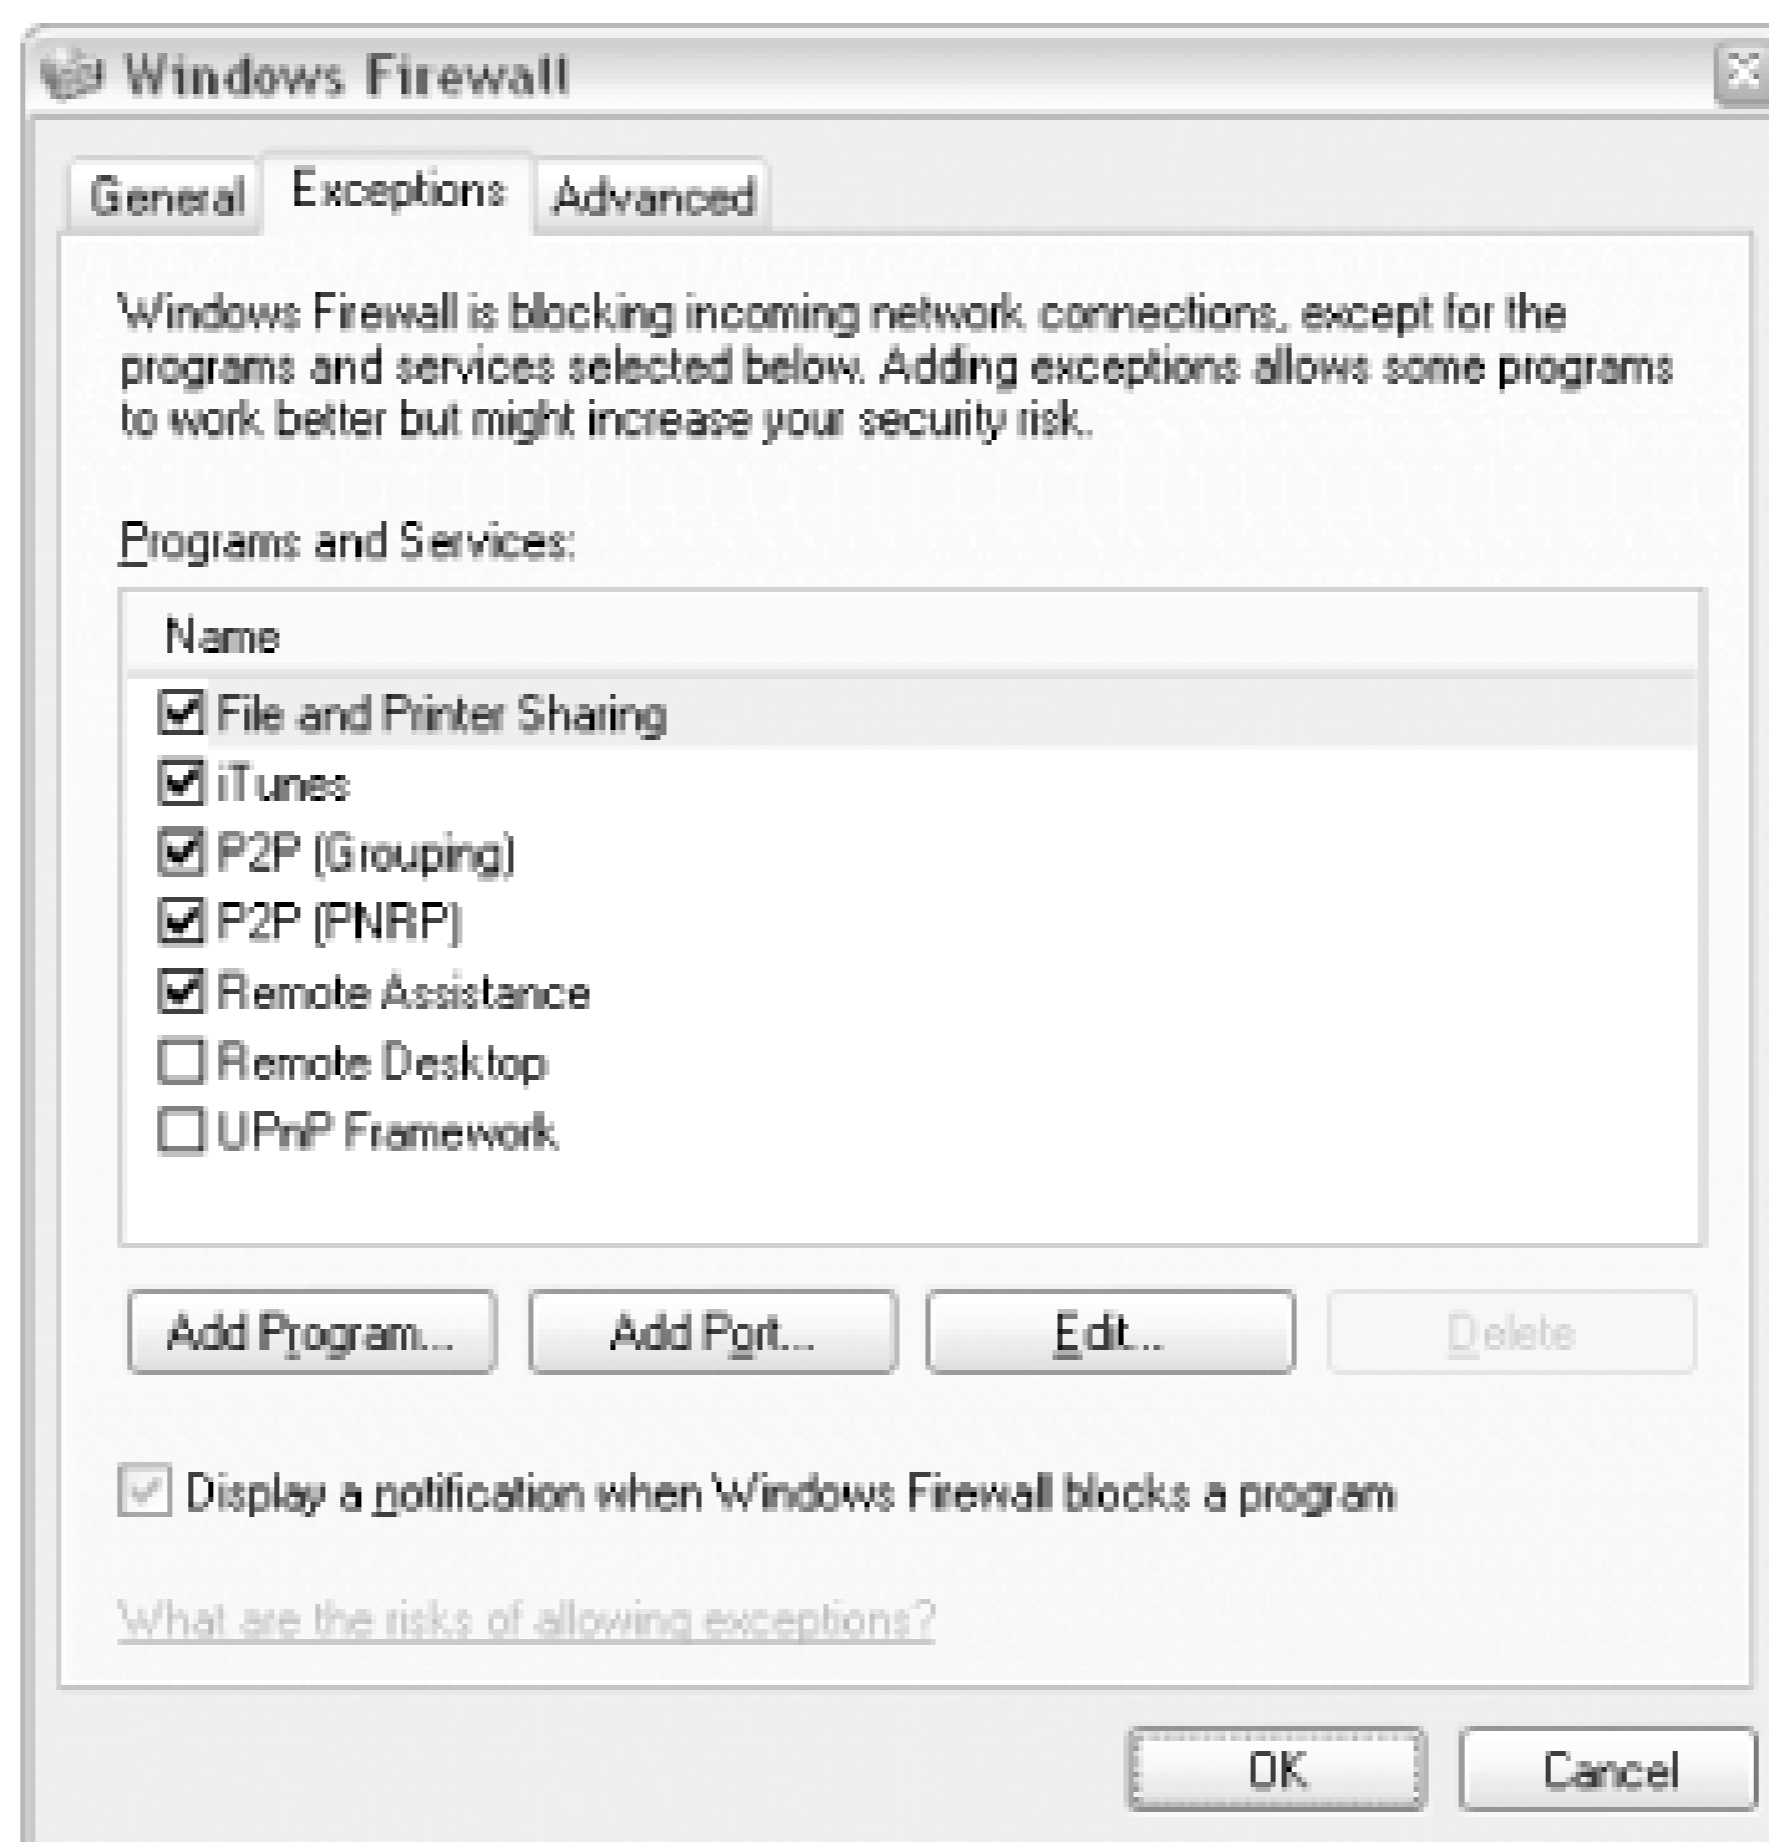 Windows Firewall
General Exceptions Advanced
Windows Firewall is blocking incoming network connections, except for the
programs and services selected below. Adding exceptions allows some programs
to work better but might increase your security risk.
Programs and Services:
Name
File and Printer Sharing
iTunes
P2P (Grouping)
P2P (PNRP)
Remote Assistance
Remote Desktop
UPnP Framework
Add Program... Add Port... Edit... Delete
Display a notification when Windows Firewall blocks a program
What are the risks of allowing exceptions?
OK Cancel